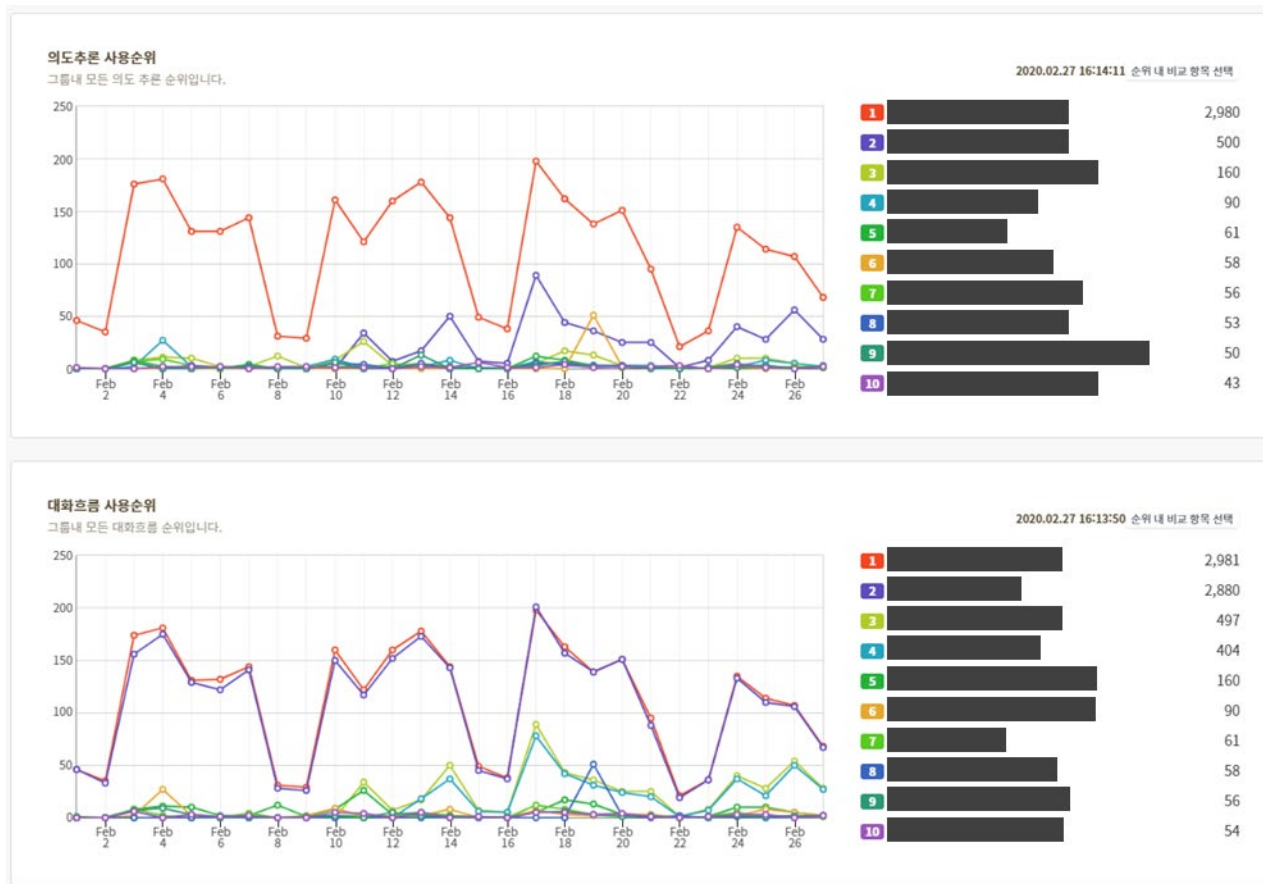 의도추론 사용순위
그룹내 모든 의도 추론 순위입니다.
2020.02.27 16:14:11 순위 내 비교 항목 선택
250
200
150
100
50
0
Feb 2
Feb 4
Feb 6
Feb 8
Feb 10
Feb 12
Feb 14
Feb 16
Feb 18
Feb 20
Feb 22
Feb 24
Feb 26
1 2,980
2 500
3 160
4 90
5 61
6 58
7 56
8 53
9 50
10 43
대화흐름 사용순위
그룹내 모든 대화흐름 순위입니다.
2020.02.27 16:13:50 순위 내 비교 항목 선택
250
200
150
100
50
0
Feb 2
Feb 4
Feb 6
Feb 8
Feb 10
Feb 12
Feb 14
Feb 16
Feb 18
Feb 20
Feb 22
Feb 24
Feb 26
1 2,981
2 2,880
3 497
4 404
5 160
6 90
7 61
8 58
9 56
10 54